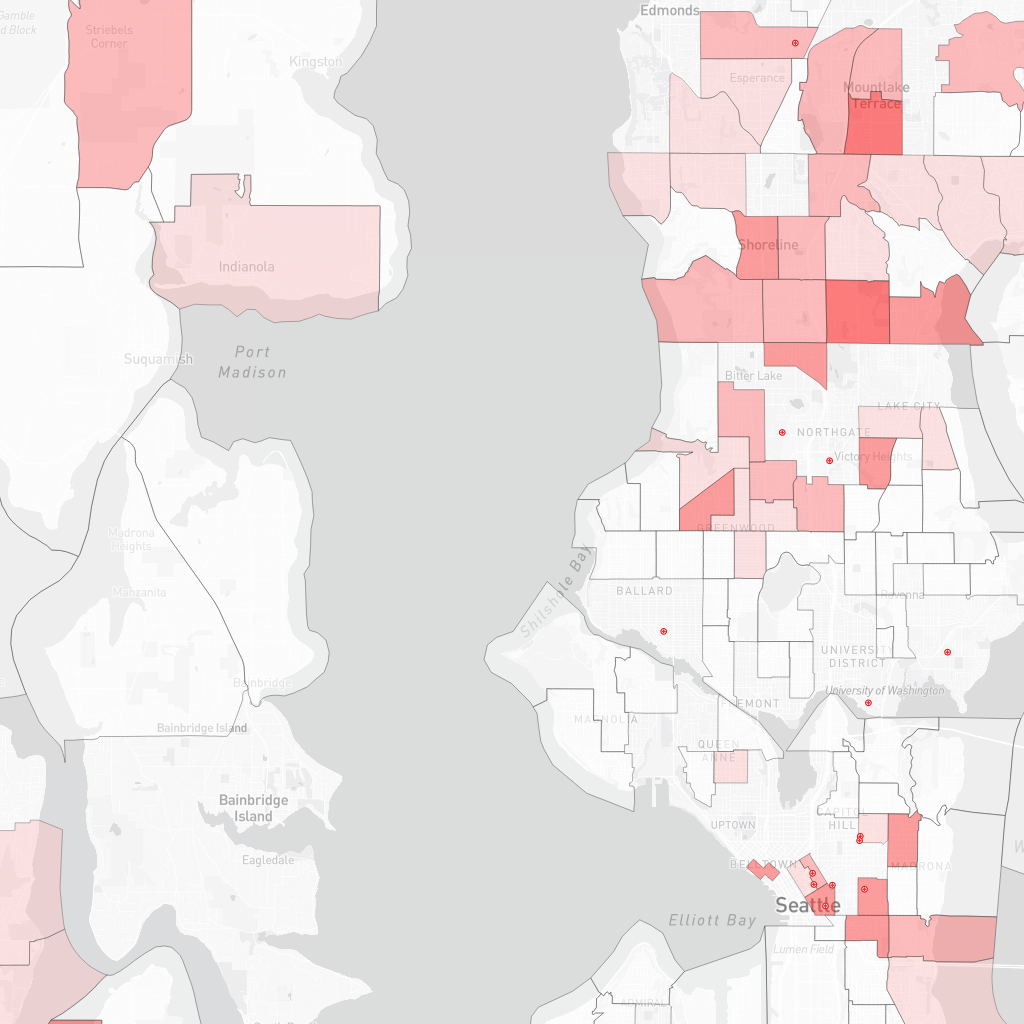 Gamble
Block
Striebels
Corner
Kingston
Edmonds
Esperance
Mountlake
Terrace
Indianola
Shoreline
Port
Madison
Suquamish
Bitter Lake
LAKE CITY
NORTHGATE
Victory Heights
GREENWOOD
Madrona
Heights
Manzanita
Shilshole Bay
BALLARD
Ravenna
UNIVERSITY
DISTRICT
University of Washington
Bainbridge
FREMONT
MAGNOLIA
Bainbridge Island
QUEEN
ANNE
Bainbridge
Island
UPTOWN
CAPITOL
HILL
BELLTOWN
MADRONA
Eagledale
Seattle
Elliott Bay
Lumen Field
ADMIRAL